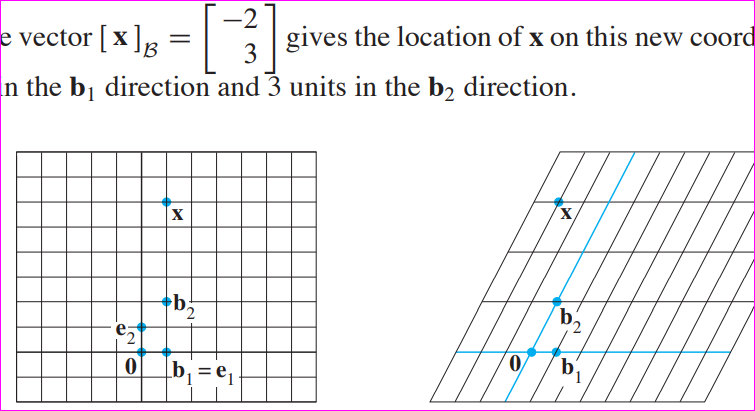 e vector [ x ]_B = [ -2 3 ] gives the location of x on this new coord
n the b₁ direction and 3 units in the b₂ direction.
x
b₂
e₂
0
b₁ = e₁
x
b₂
0
b₁